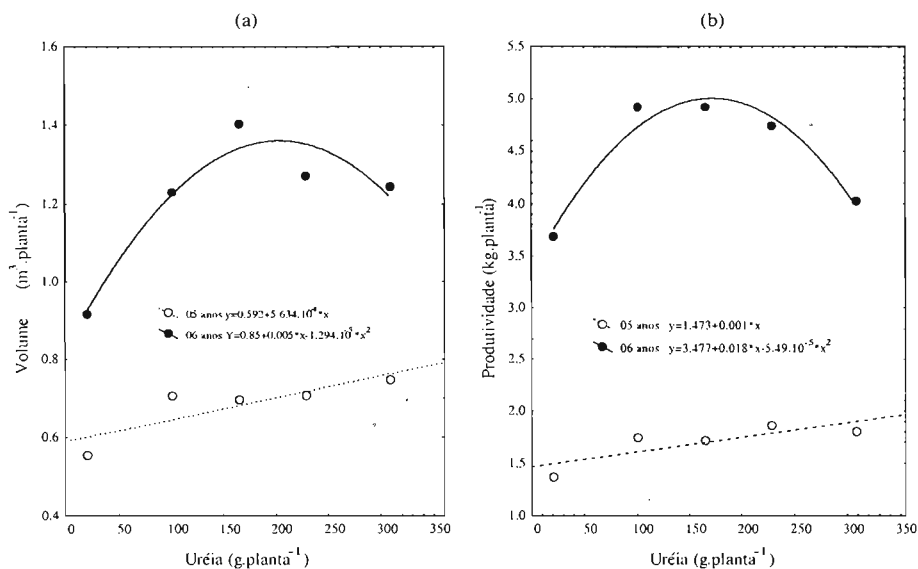 (a)
1.6
1.4
1.2
1.0
0.8
0.6
0.4
Volume (m³.planta⁻¹)
05 anos y=0.592+5.634.10⁴*x
06 anos Y=0.85+0.005*x-1.294.10⁵*x²
0 50 100 150 200 250 300 350
Uréia (g.planta⁻¹)
(b)
5.5
5.0
4.5
4.0
3.5
3.0
2.5
2.0
1.5
1.0
Produtividade (kg.planta⁻¹)
05 anos y=1.473+0.001*x
06 anos y=3.477+0.018*x-5.49.10⁻⁵*x²
0 50 100 150 200 250 300 350
Uréia (g.planta⁻¹)